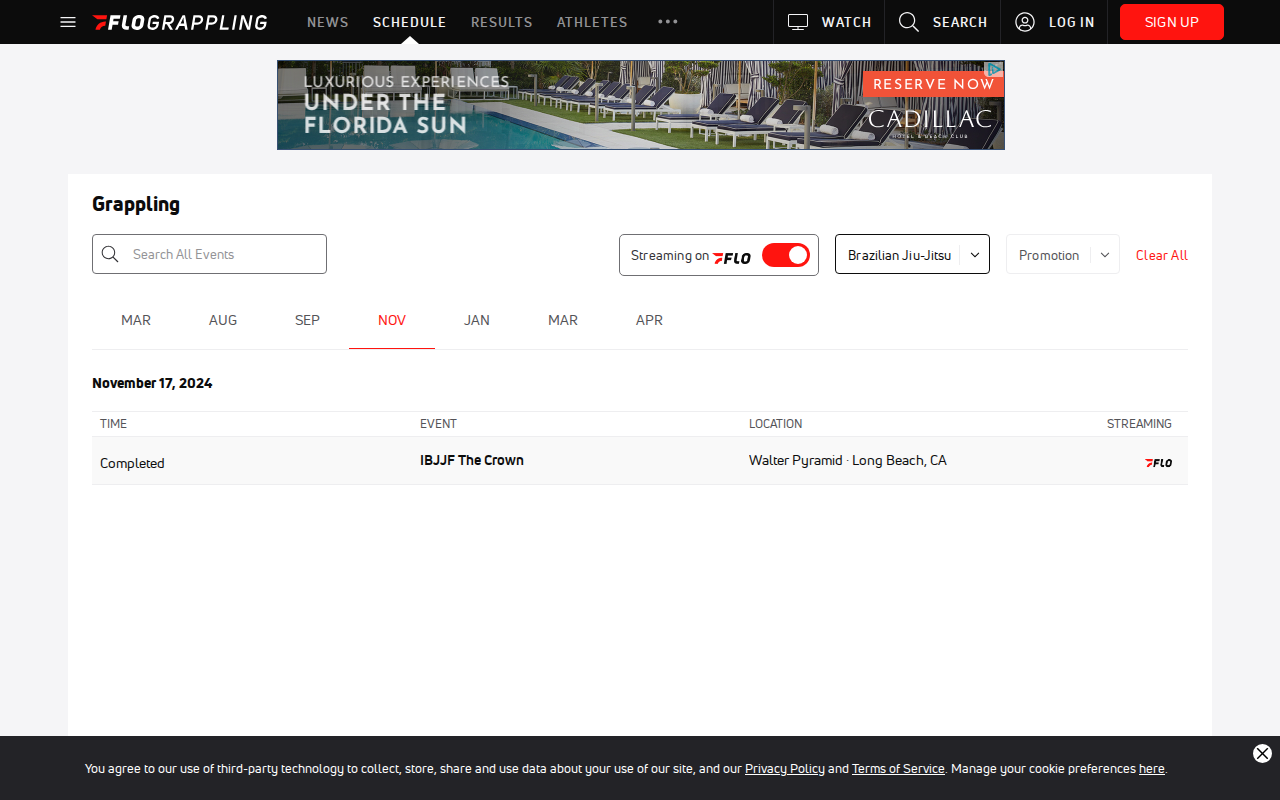 FLOGRAPPLING NEWS SCHEDULE RESULTS ATHLETES WATCH SEARCH LOG IN SIGN UP
LUXURIOUS EXPERIENCES
UNDER THE
FLORIDA SUN
RESERVE NOW
CADILLAC
HOTEL & BEACH CLUB
Grappling
Search All Events
Streaming on FLO
Brazilian Jiu-Jitsu
Promotion
Clear All
MAR AUG SEP NOV JAN MAR APR
November 17, 2024
TIME EVENT LOCATION STREAMING
Completed IBJJF The Crown Walter Pyramid · Long Beach, CA FLO
You agree to our use of third-party technology to collect, store, share and use data about your use of our site, and our Privacy Policy and Terms of Service. Manage your cookie preferences here.